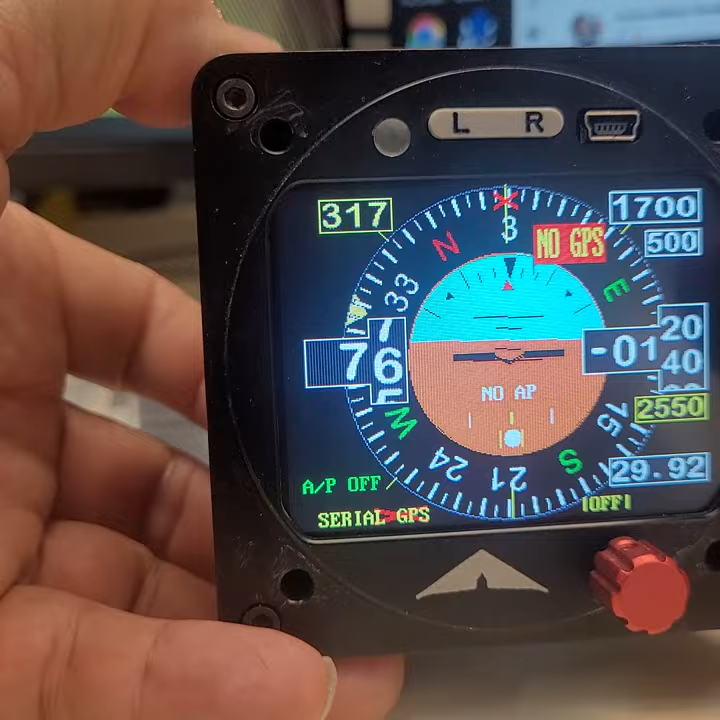 L R
317
1700
500
3
NO GPS
N
E
33
76
-01
20
40
NO AP
2550
W
15
24
21
S
29.92
A/P OFF
OFF
SERIAL GPS